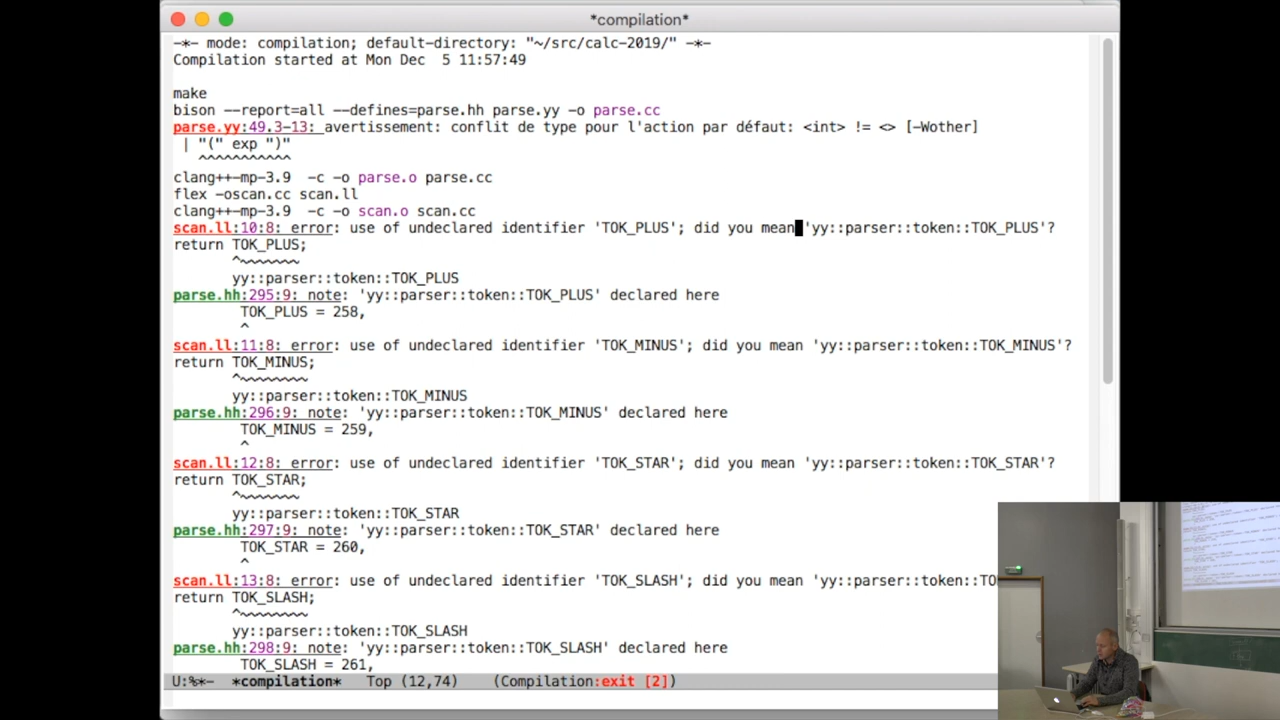 *compilation*
-*- mode: compilation; default-directory: "~/src/calc-2019/" -*-
Compilation started at Mon Dec  5 11:57:49
make
bison --report=all --defines=parse.hh parse.yy -o parse.cc
parse.yy:49.3-13: avertissement: conflit de type pour l'action par défaut: <int> != <> [-Wother]
 | "(" exp ")"
   ^^^^^^^^^^^
clang++-mp-3.9  -c -o parse.o parse.cc
flex -oscan.cc scan.ll
clang++-mp-3.9  -c -o scan.o scan.cc
scan.ll:10:8: error: use of undeclared identifier 'TOK_PLUS'; did you mean 'yy::parser::token::TOK_PLUS'?
return TOK_PLUS;
       ^~~~~~~~
       yy::parser::token::TOK_PLUS
parse.hh:295:9: note: 'yy::parser::token::TOK_PLUS' declared here
        TOK_PLUS = 258,
        ^
scan.ll:11:8: error: use of undeclared identifier 'TOK_MINUS'; did you mean 'yy::parser::token::TOK_MINUS'?
return TOK_MINUS;
       ^~~~~~~~~
       yy::parser::token::TOK_MINUS
parse.hh:296:9: note: 'yy::parser::token::TOK_MINUS' declared here
        TOK_MINUS = 259,
        ^
scan.ll:12:8: error: use of undeclared identifier 'TOK_STAR'; did you mean 'yy::parser::token::TOK_STAR'?
return TOK_STAR;
       ^~~~~~~~
       yy::parser::token::TOK_STAR
parse.hh:297:9: note: 'yy::parser::token::TOK_STAR' declared here
        TOK_STAR = 260,
        ^
scan.ll:13:8: error: use of undeclared identifier 'TOK_SLASH'; did you mean 'yy::parser::token::TO
return TOK_SLASH;
       ^~~~~~~~~
       yy::parser::token::TOK_SLASH
parse.hh:298:9: note: 'yy::parser::token::TOK_SLASH' declared here
        TOK_SLASH = 261,
U:%*-  *compilation*   Top (12,74)    (Compilation:exit [2])